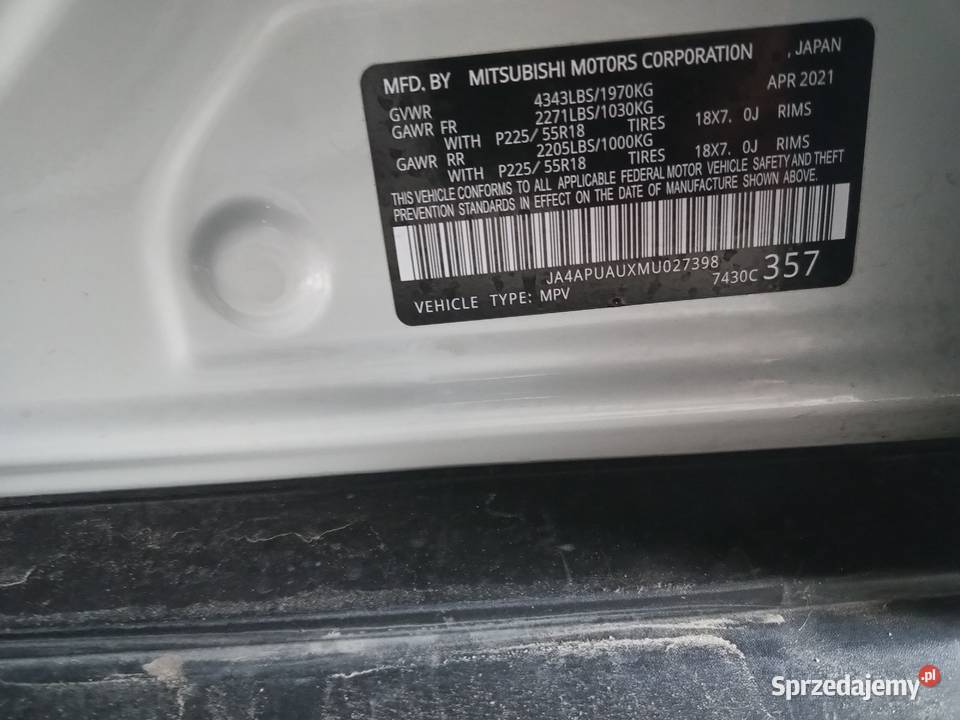 MFD. BY MITSUBISHI MOTORS CORPORATION , JAPAN
GVWR 4343LBS/1970KG APR 2021
GAWR FR 2271LBS/1030KG
WITH P225/ 55R18 TIRES 18X7. 0J RIMS
GAWR RR 2205LBS/1000KG
WITH P225/ 55R18 TIRES 18X7. 0J RIMS
THIS VEHICLE CONFORMS TO ALL APPLICABLE FEDERAL MOTOR VEHICLE SAFETY AND THEFT
PREVENTION STANDARDS IN EFFECT ON THE DATE OF MANUFACTURE SHOWN ABOVE.
JA4APUAUXMU027398
VEHICLE TYPE: MPV 7430C 357
Sprzedajemy.pl